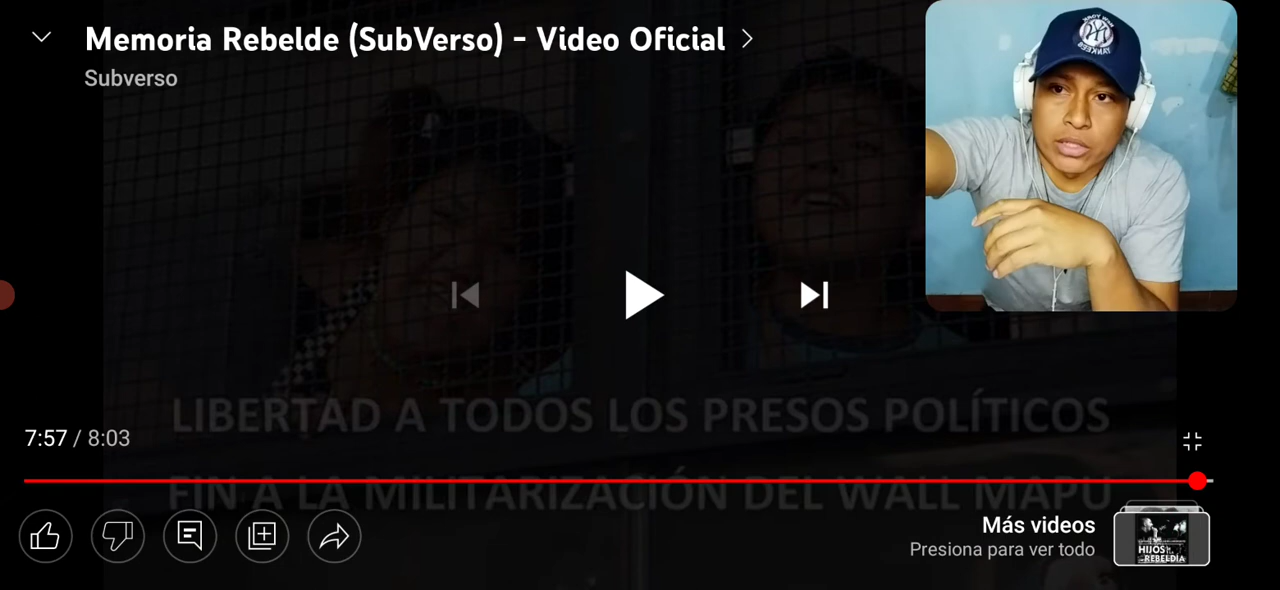 Memoria Rebelde (SubVerso) - Video Oficial
Subverso
LIBERTAD A TODOS LOS PRESOS POLÍTICOS
7:57 / 8:03
FIN A LA MILITARIZACIÓN DEL WALL MAPU
Más videos
Presiona para ver todo
HIJOS
REBELDIA